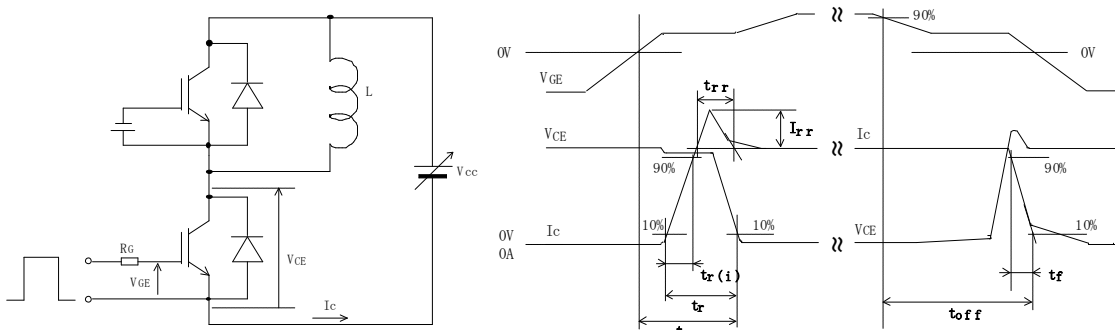 L
Vcc
RG
VGE
VCE
Ic
0V
VGE
VCE
Ic
0V
0A
90%
10%
10%
trr
Irr
tr(i)
tr
90%
0V
Ic
VCE
90%
10%
tf
toff